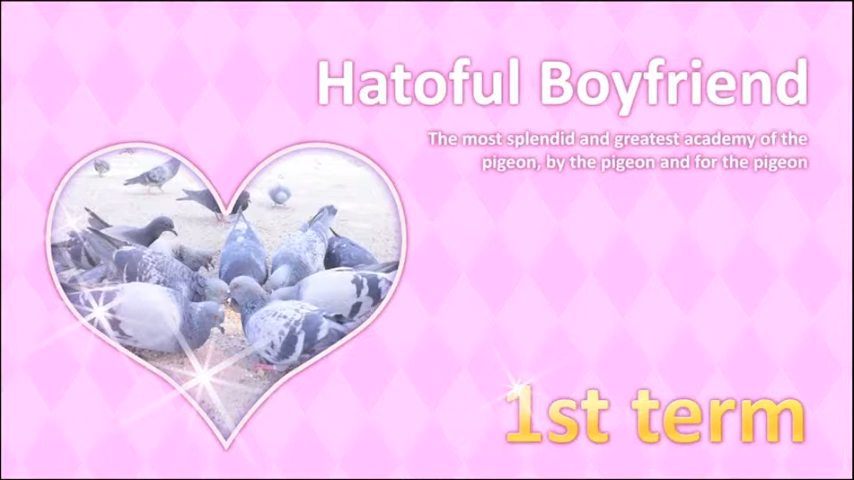 Hatoful Boyfriend
The most splendid and greatest academy of the
pigeon, by the pigeon and for the pigeon
1st term